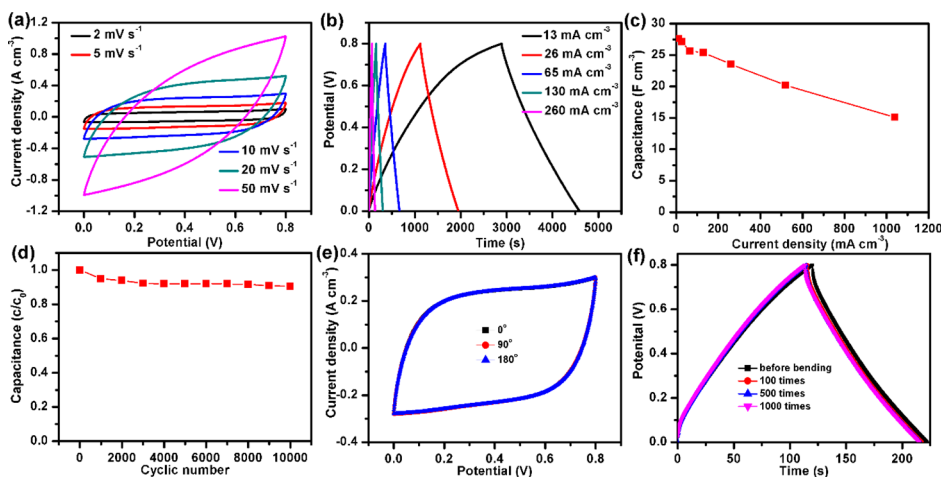 (a)
2 mV s⁻¹
5 mV s⁻¹
10 mV s⁻¹
20 mV s⁻¹
50 mV s⁻¹
Current density (A cm⁻³)
1.2
0.8
0.4
0.0
-0.4
-0.8
-1.2
0.0 0.2 0.4 0.6 0.8
Potential (V)
(b)
13 mA cm⁻³
26 mA cm⁻³
65 mA cm⁻³
130 mA cm⁻³
260 mA cm⁻³
Potential (V)
0.8
0.6
0.4
0.2
0.0
0 1000 2000 3000 4000 5000
Time (s)
(c)
Capacitance (F cm⁻³)
35
30
25
20
15
10
5
0
0 200 400 600 800 1000 1200
Current density (mA cm⁻³)
(d)
Capacitance (c/c₀)
1.0
0.8
0.6
0.4
0.2
0.0
0 2000 4000 6000 8000 10000
Cyclic number
(e)
0°
90°
180°
Current density (A cm⁻³)
0.4
0.2
0.0
-0.2
-0.4
0.0 0.2 0.4 0.6 0.8
Potential (V)
(f)
before bending
100 times
500 times
1000 times
Potenital (V)
0.8
0.6
0.4
0.2
0.0
0 50 100 150 200
Time (s)